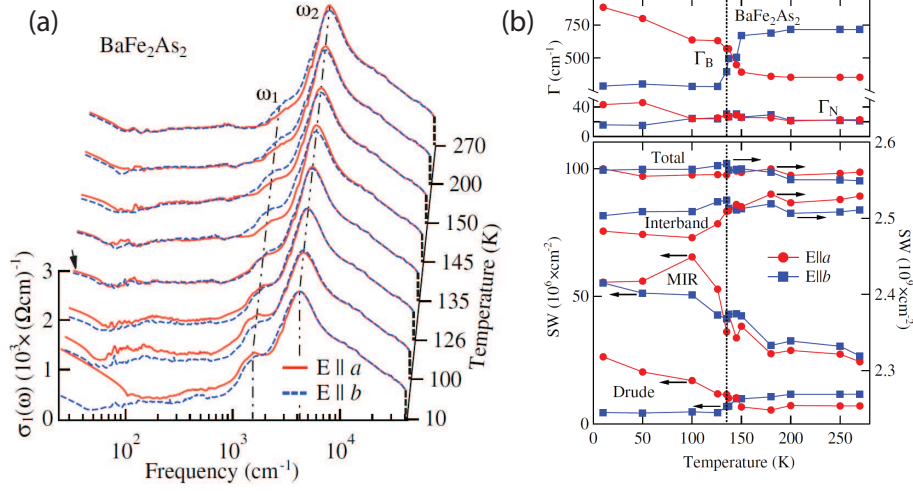 (a)
BaFe2As2
ω2
ω1
270
200
150
145
135
126
100
10
Temperature (K)
3
2
1
0
σ1(ω) (10³ (Ωcm)⁻¹)
E || a
E || b
10²
10³
10⁴
Frequency (cm⁻¹)
(b)
BaFe2As2
750
500
250
40
20
0
Γ (cm⁻¹)
ΓB
ΓN
100
50
0
SW (10⁶×cm⁻²)
2.6
2.5
2.4
2.3
SW (10⁹×cm⁻²)
Total
Interband
MIR
Drude
E||a
E||b
0
50
100
150
200
250
Temperature (K)